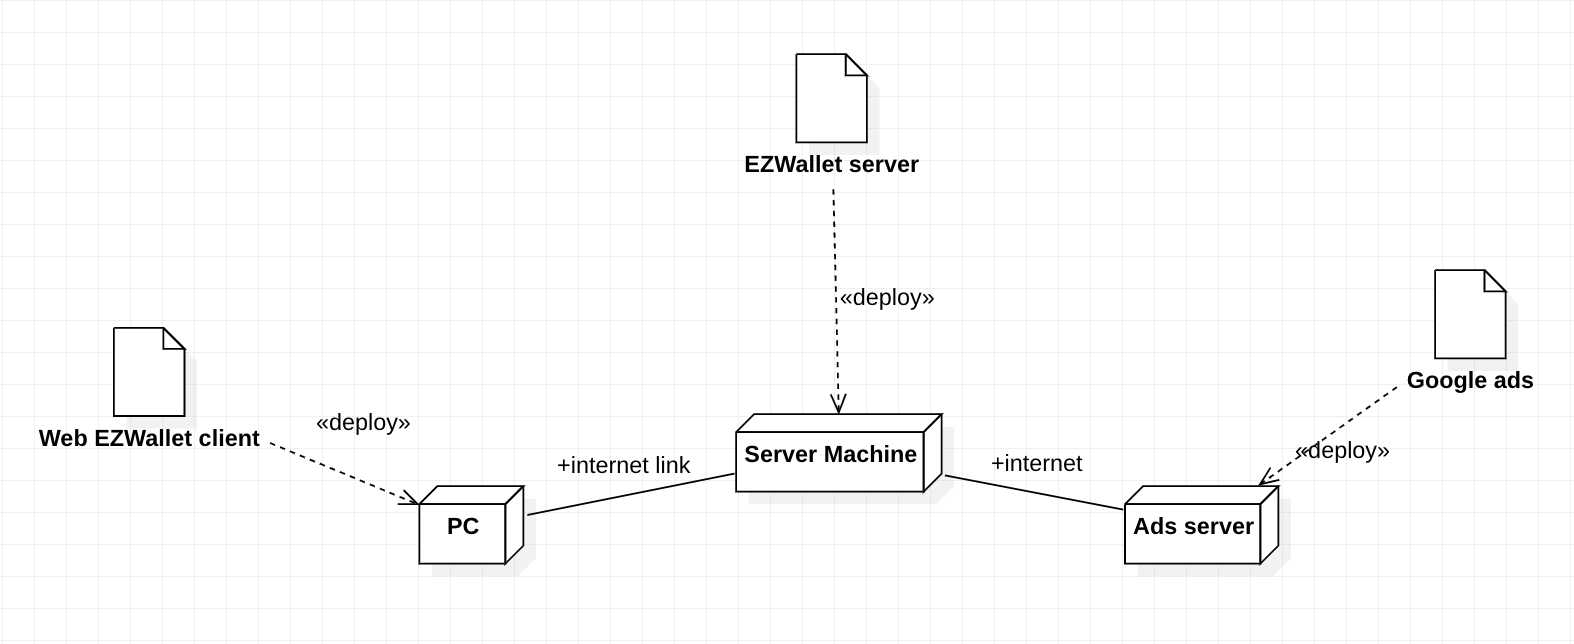 EZWallet server
«deploy»
Google ads
«deploy»
Web EZWallet client
«deploy»
Server Machine
+internet link
+internet
PC
Ads server